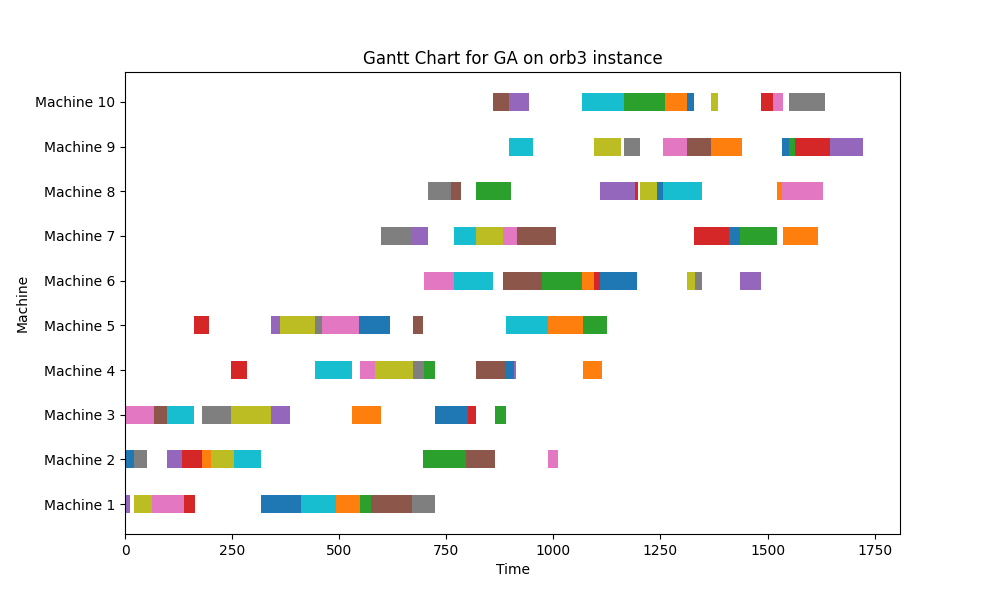 Gantt Chart for GA on orb3 instance
Machine 10
Machine 9
Machine 8
Machine 7
Machine 6
Machine 5
Machine 4
Machine 3
Machine 2
Machine 1
Machine
0 250 500 750 1000 1250 1500 1750
Time